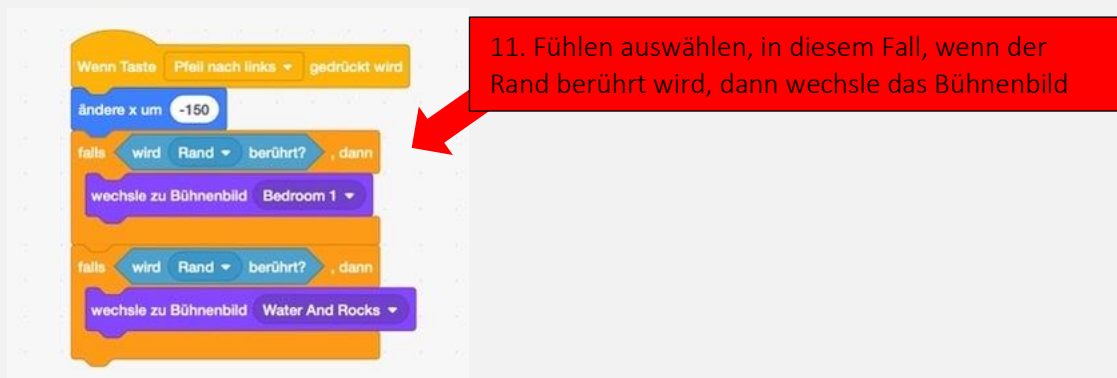 Wenn Taste Pfeil nach links gedrückt wird
ändere x um -150
falls wird Rand berührt? , dann
wechsle zu Bühnenbild Bedroom 1
falls wird Rand berührt? , dann
wechsle zu Bühnenbild Water And Rocks
11. Fühlen auswählen, in diesem Fall, wenn der
Rand berührt wird, dann wechsle das Bühnenbild